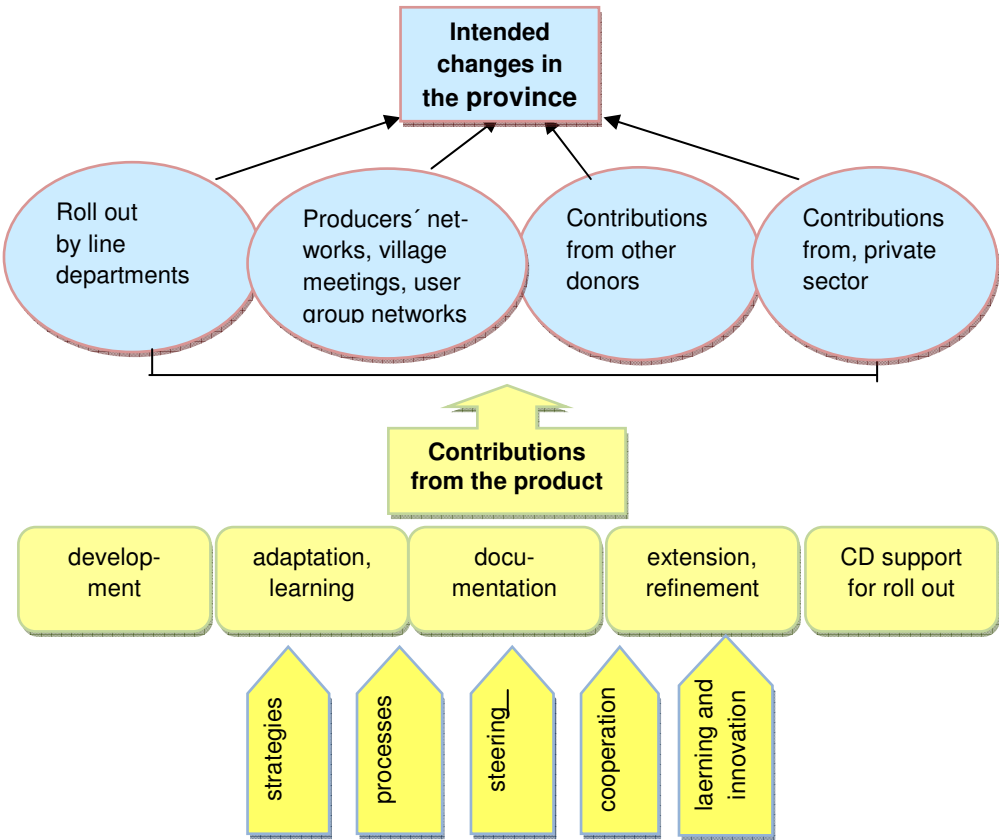 Intended
changes in
the province
Roll out
by line
departments
Producers´ net-
works, village
meetings, user
group networks
Contributions
from other
donors
Contributions
from, private
sector
Contributions
from the product
develop-
ment
adaptation,
learning
docu-
mentation
extension,
refinement
CD support
for roll out
strategies
processes
steering
cooperation
laerning and
innovation